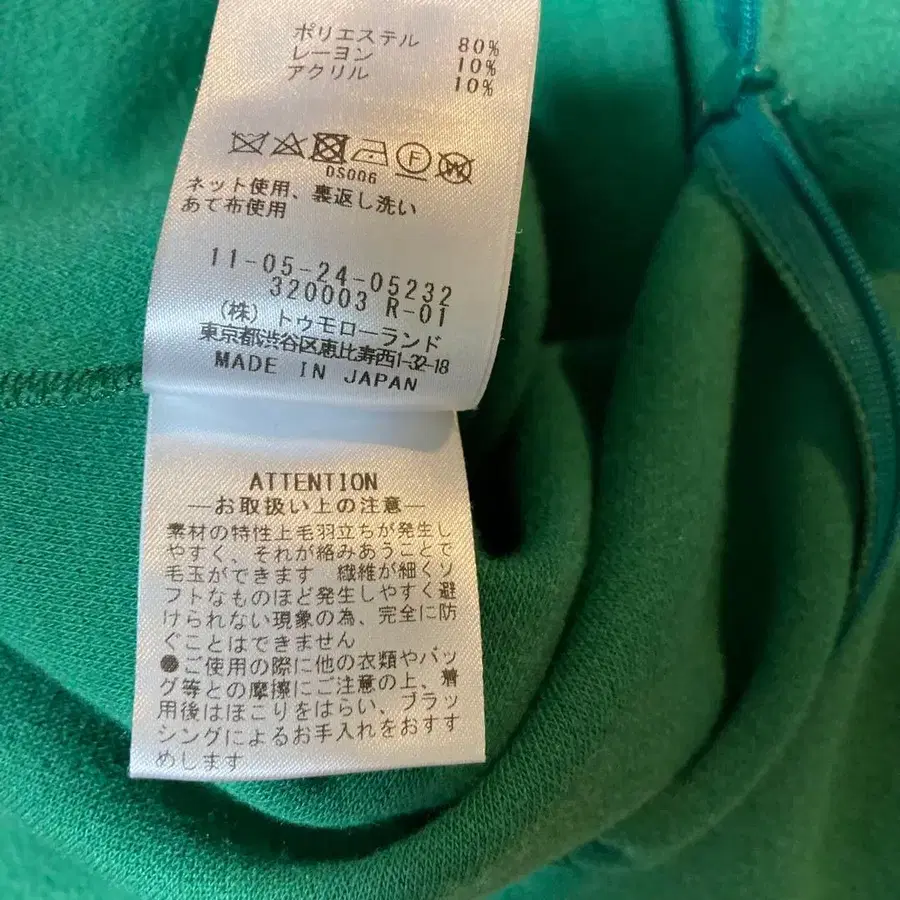 ポリエステル 80%
レーヨン 10%
アクリル 10%
F
W
DS006
ネット使用、裏返し洗い
あて布使用
11-05-24-05232
320003 R-01
(株) トゥモローランド
東京都渋谷区恵比寿西1-32-18
MADE IN JAPAN
ATTENTION
―お取扱い上の注意―
素材の特性上毛羽立ちが発生し
やすく、それが絡みあうことで
毛玉ができます 繊維が細くソ
フトなものほど発生しやすく避
けられない現象の為、完全に防
ぐことはできません
●ご使用の際に他の衣類やバッ
グ等との摩擦にご注意の上、着
用後はほこりをはらい、ブラッ
シングによるお手入れをおすす
めします